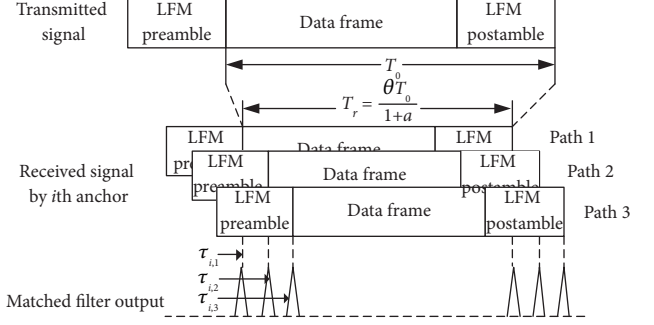 Transmitted
signal
LFM
preamble
Data frame
LFM
postamble
T0
Tr = θT0
1+a
Received signal
by ith anchor
LFM
Data frame
LFM
Path 1
LFM
preamble
Data frame
LFM
postamble
Path 2
LFM
preamble
Data frame
LFM
postamble
Path 3
τi,1
τi,2
τi,3
Matched filter output